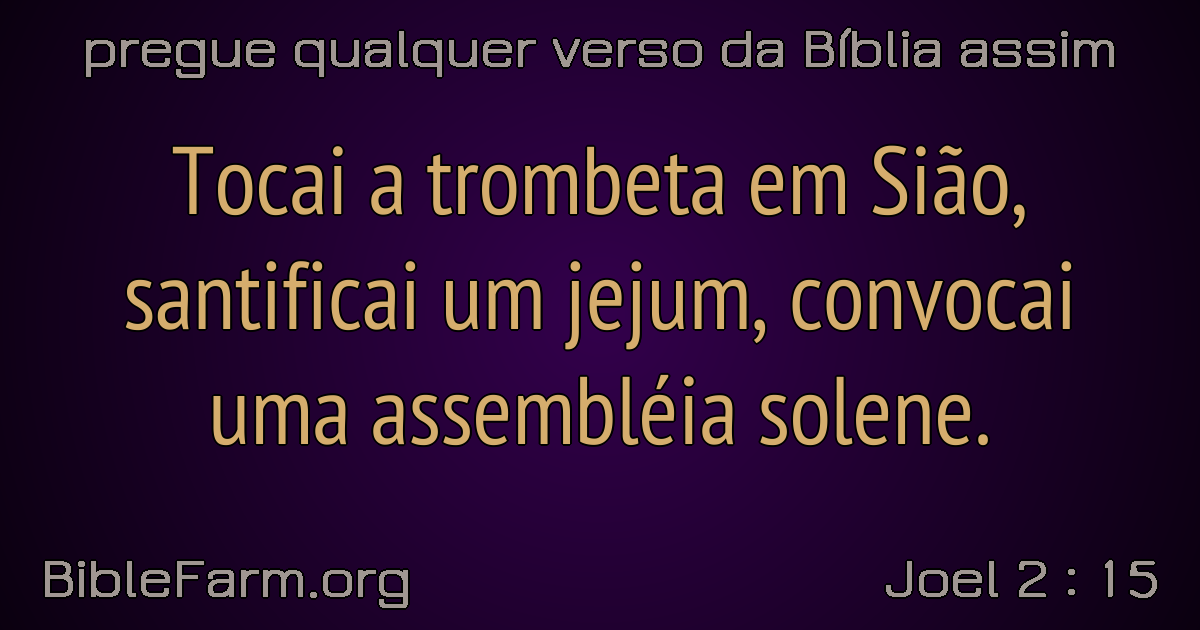 pregue qualquer verso da Bíblia assim
Tocai a trombeta em Sião,
santificai um jejum, convocai
uma assembléia solene.
BibleFarm.org
Joel 2 : 15